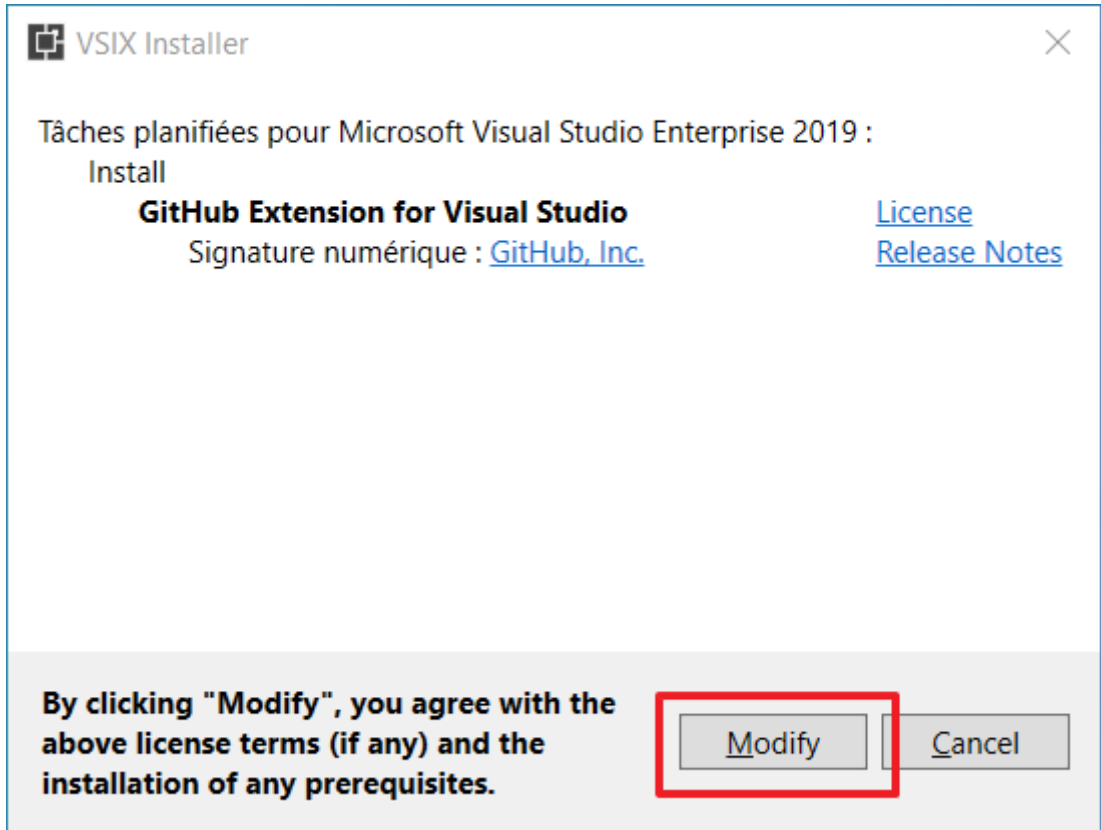 VSIX Installer
Tâches planifiées pour Microsoft Visual Studio Enterprise 2019 :
Install
GitHub Extension for Visual Studio License
Signature numérique : GitHub, Inc. Release Notes
By clicking "Modify", you agree with the
above license terms (if any) and the
installation of any prerequisites.
Modify Cancel